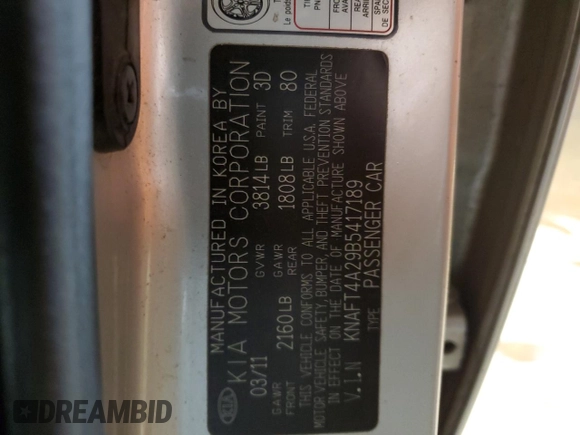 MANUFACTURED IN KOREA BY
KIA MOTORS CORPORATION
03/11 GVWR 3814LB PAINT 3D
GAWR FRONT 2160LB GAWR REAR 1808LB TRIM 80
THIS VEHICLE CONFORMS TO ALL APPLICABLE U.S.A. FEDERAL
MOTOR VEHICLE SAFETY, BUMPER, AND THEFT PREVENTION STANDARDS
IN EFFECT ON THE DATE OF MANUFACTURE SHOWN ABOVE
V.I.N KNAFT4A29B5417189
TYPE PASSENGER CAR
KIA
DREAMBID